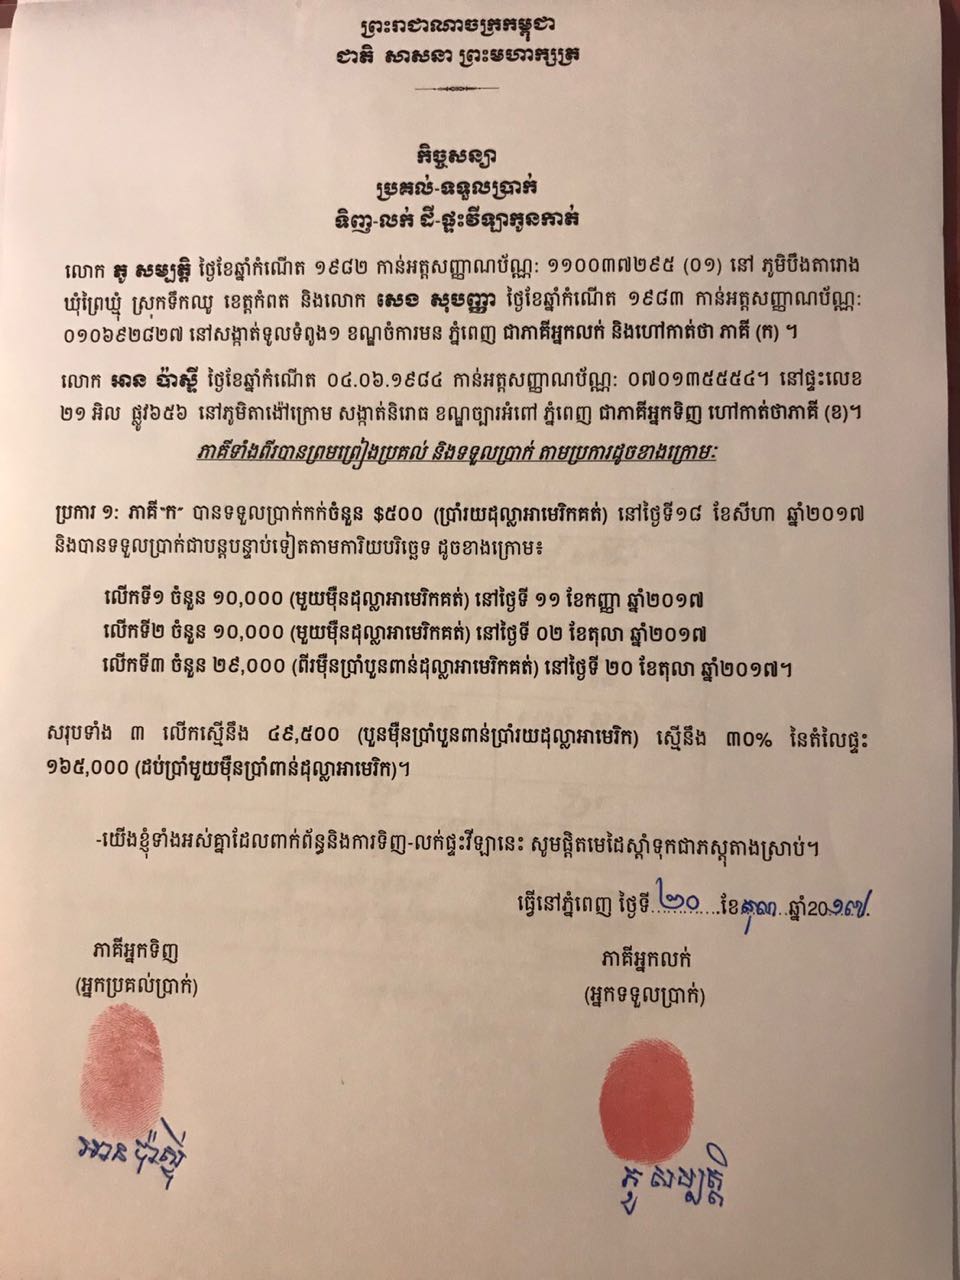 ព្រះរាជាណាចក្រកម្ពុជា
ជាតិ សាសនា ព្រះមហាក្សត្រ
កិច្ចសន្យា
ប្រគល់-ទទួលប្រាក់
ទិញ-លក់ ដី-ផ្ទះវីឡាកូនកាត់
លោក ភូ សម្បត្តិ ថ្ងៃខែឆ្នាំកំណើត ១៩៨២ កាន់អត្តសញ្ញាណប័ណ្ណ: ១១០០៣៧២៩៥ (០១) នៅ ភូមិបឹងតារោង
ឃុំព្រៃឃ្មុំ ស្រុកទឹកឈូ ខេត្តកំពត និងលោក សេង សុបញ្ញា ថ្ងៃខែឆ្នាំកំណើត ១៩៨៣ កាន់អត្តសញ្ញាណប័ណ្ណ:
០១០៦៩២៨២៧ នៅសង្កាត់ទូលទំពូង១ ខណ្ឌចំការមន ភ្នំពេញ ជាភាគីអ្នកលក់ និងហៅកាត់ថា ភាគី (ក) ។
លោក អាន ប៉ាស្ទី ថ្ងៃខែឆ្នាំកំណើត ០៤.០៦.១៩៨៤ កាន់អត្តសញ្ញាណប័ណ្ណ: ០៧០១៣៥៥៥៤។ នៅផ្ទះលេខ
២១ អិល ផ្លូវ៦៥៦ នៅភូមិតាង៉ៅក្រោម សង្កាត់និរោធ ខណ្ឌច្បារអំពៅ ភ្នំពេញ ជាភាគីអ្នកទិញ ហៅកាត់ថាភាគី (ខ)។
ភាគីទាំងពីរបានព្រមព្រៀងប្រគល់ និងទទួលប្រាក់ តាមប្រការដូចខាងក្រោម:
ប្រការ ១: ភាគី"ក" បានទទួលប្រាក់កក់ចំនួន $៥០០ (ប្រាំរយដុល្លាអាមេរិកគត់) នៅថ្ងៃទី១៨ ខែសីហា ឆ្នាំ២០១៧
និងបានទទួលប្រាក់ជាបន្តបន្ទាប់ទៀតតាមការិយបរិច្ឆេទ ដូចខាងក្រោម៖
លើកទី១ ចំនួន ១០,០០០ (មួយម៉ឺនដុល្លាអាមេរិកគត់) នៅថ្ងៃទី ១១ ខែកញ្ញា ឆ្នាំ២០១៧
លើកទី២ ចំនួន ១០,០០០ (មួយម៉ឺនដុល្លាអាមេរិកគត់) នៅថ្ងៃទី ០២ ខែតុលា ឆ្នាំ២០១៧
លើកទី៣ ចំនួន ២៩,០០០ (ពីរម៉ឺនប្រាំបួនពាន់ដុល្លាអាមេរិកគត់) នៅថ្ងៃទី ២០ ខែតុលា ឆ្នាំ២០១៧។
សរុបទាំង ៣ លើកស្មើនឹង ៤៩,៥០០ (បួនម៉ឺនប្រាំបួនពាន់ប្រាំរយដុល្លាអាមេរិក) ស្មើនឹង ៣០% នៃតំលៃផ្ទះ
១៦៥,០០០ (ដប់ប្រាំមួយម៉ឺនប្រាំពាន់ដុល្លាអាមេរិក)។
-យើងខ្ញុំទាំងអស់គ្នាដែលពាក់ព័ន្ធនិងការទិញ-លក់ផ្ទះវីឡានេះ សូមផ្តិតមេដៃស្តាំទុកជាភស្តុតាងស្រាប់។
ធ្វើនៅភ្នំពេញ ថ្ងៃទី..២០....ខែតុលា..ឆ្នាំ20.១៧.
ភាគីអ្នកទិញ
(អ្នកប្រគល់ប្រាក់)
ភាគីអ្នកលក់
(អ្នកទទួលប្រាក់)
អាន ប៉ាស្ទី
ភូ សម្បត្តិ